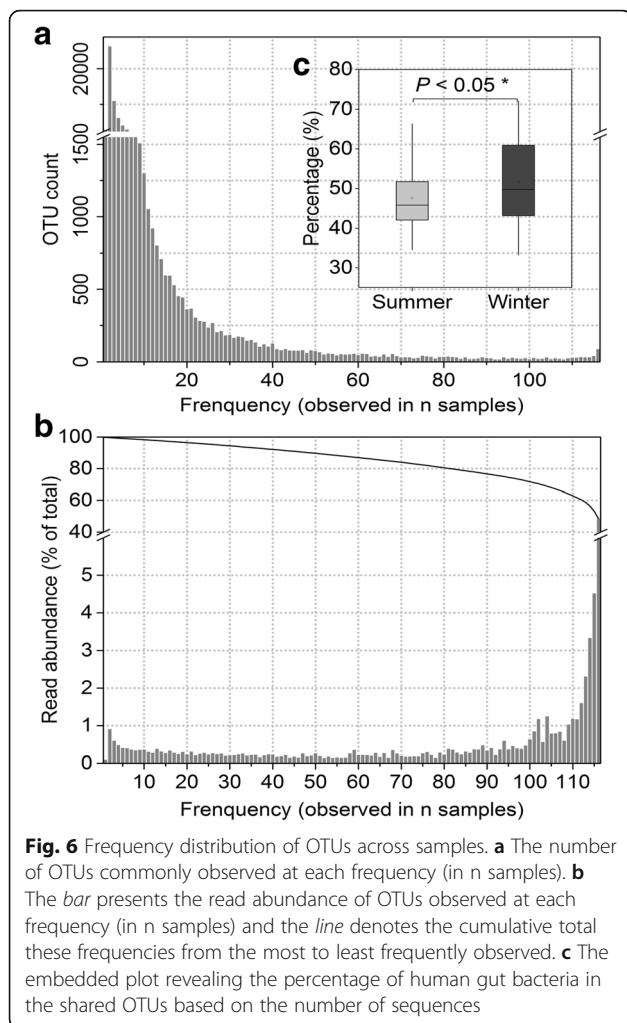 a
20000
1500
1000
500
0
OTU count
20
40
60
80
100
Frenquency (observed in n samples)
c
80
70
60
50
40
30
Percentage (%)
P < 0.05 *
Summer
Winter
b
100
80
60
40
5
4
3
2
1
0
Read abundance (% of total)
10
20
30
40
50
60
70
80
90
100
110
Frenquency (observed in n samples)
Fig. 6 Frequency distribution of OTUs across samples. a The number
of OTUs commonly observed at each frequency (in n samples). b
The bar presents the read abundance of OTUs observed at each
frequency (in n samples) and the line denotes the cumulative total
these frequencies from the most to least frequently observed. c The
embedded plot revealing the percentage of human gut bacteria in
the shared OTUs based on the number of sequences